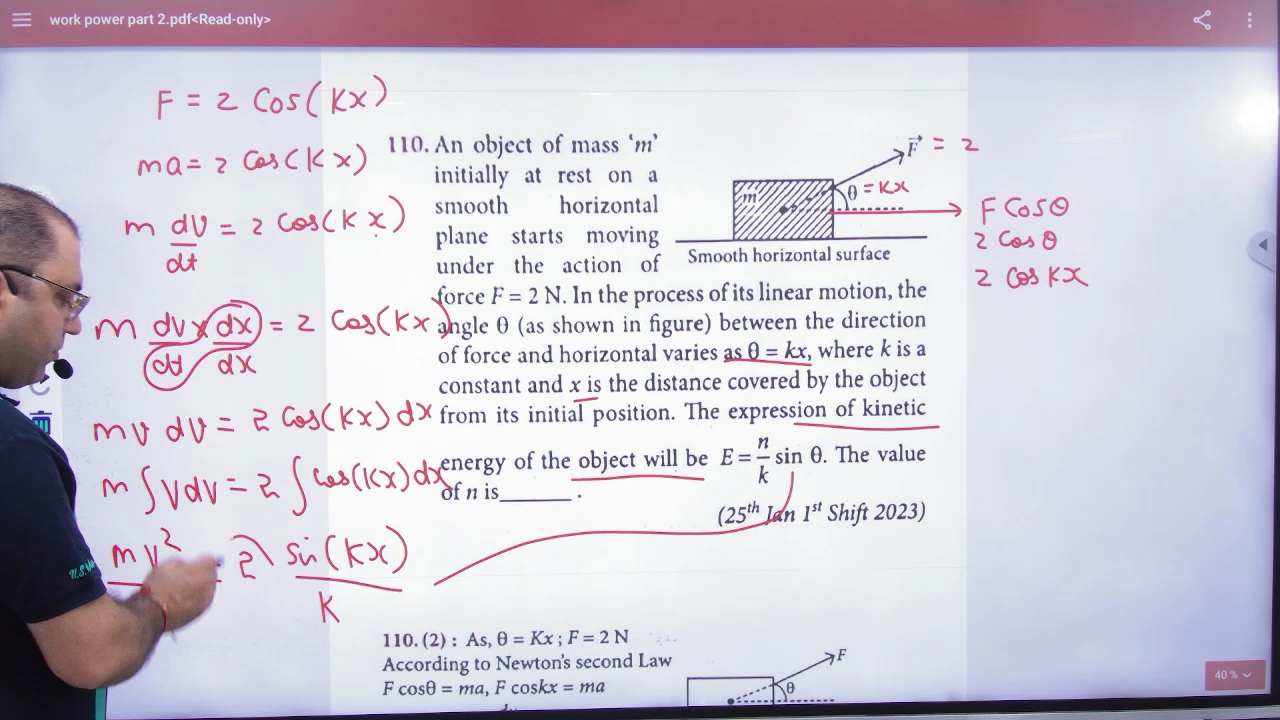 work power part 2.pdf<Read-only>
F = 2 Cos(Kx)
ma = 2 Cos(Kx)
m dv/dt = 2 Cos(Kx)
m dv/dt × dx/dx = 2 Cos(Kx)
mv dv = 2 Cos(Kx) dx
m ∫ v dv = 2 ∫ Cos(Kx) dx
mv² 2 sin(Kx)/K
110. An object of mass ‘m’
initially at rest on a
smooth horizontal
plane starts moving
under the action of
force F = 2 N. In the process of its linear motion, the
angle θ (as shown in figure) between the direction
of force and horizontal varies as θ = kx, where k is a
constant and x is the distance covered by the object
from its initial position. The expression of kinetic
energy of the object will be E = n/k sin θ. The value
of n is______ .
(25th Jan 1st Shift 2023)
F = 2
m
θ = Kx
Smooth horizontal surface
F Cosθ
2 Cosθ
2 Cos Kx
110. (2) : As, θ = Kx ; F = 2 N
According to Newton's second Law
F cosθ = ma, F coskx = ma
F
θ
40 %